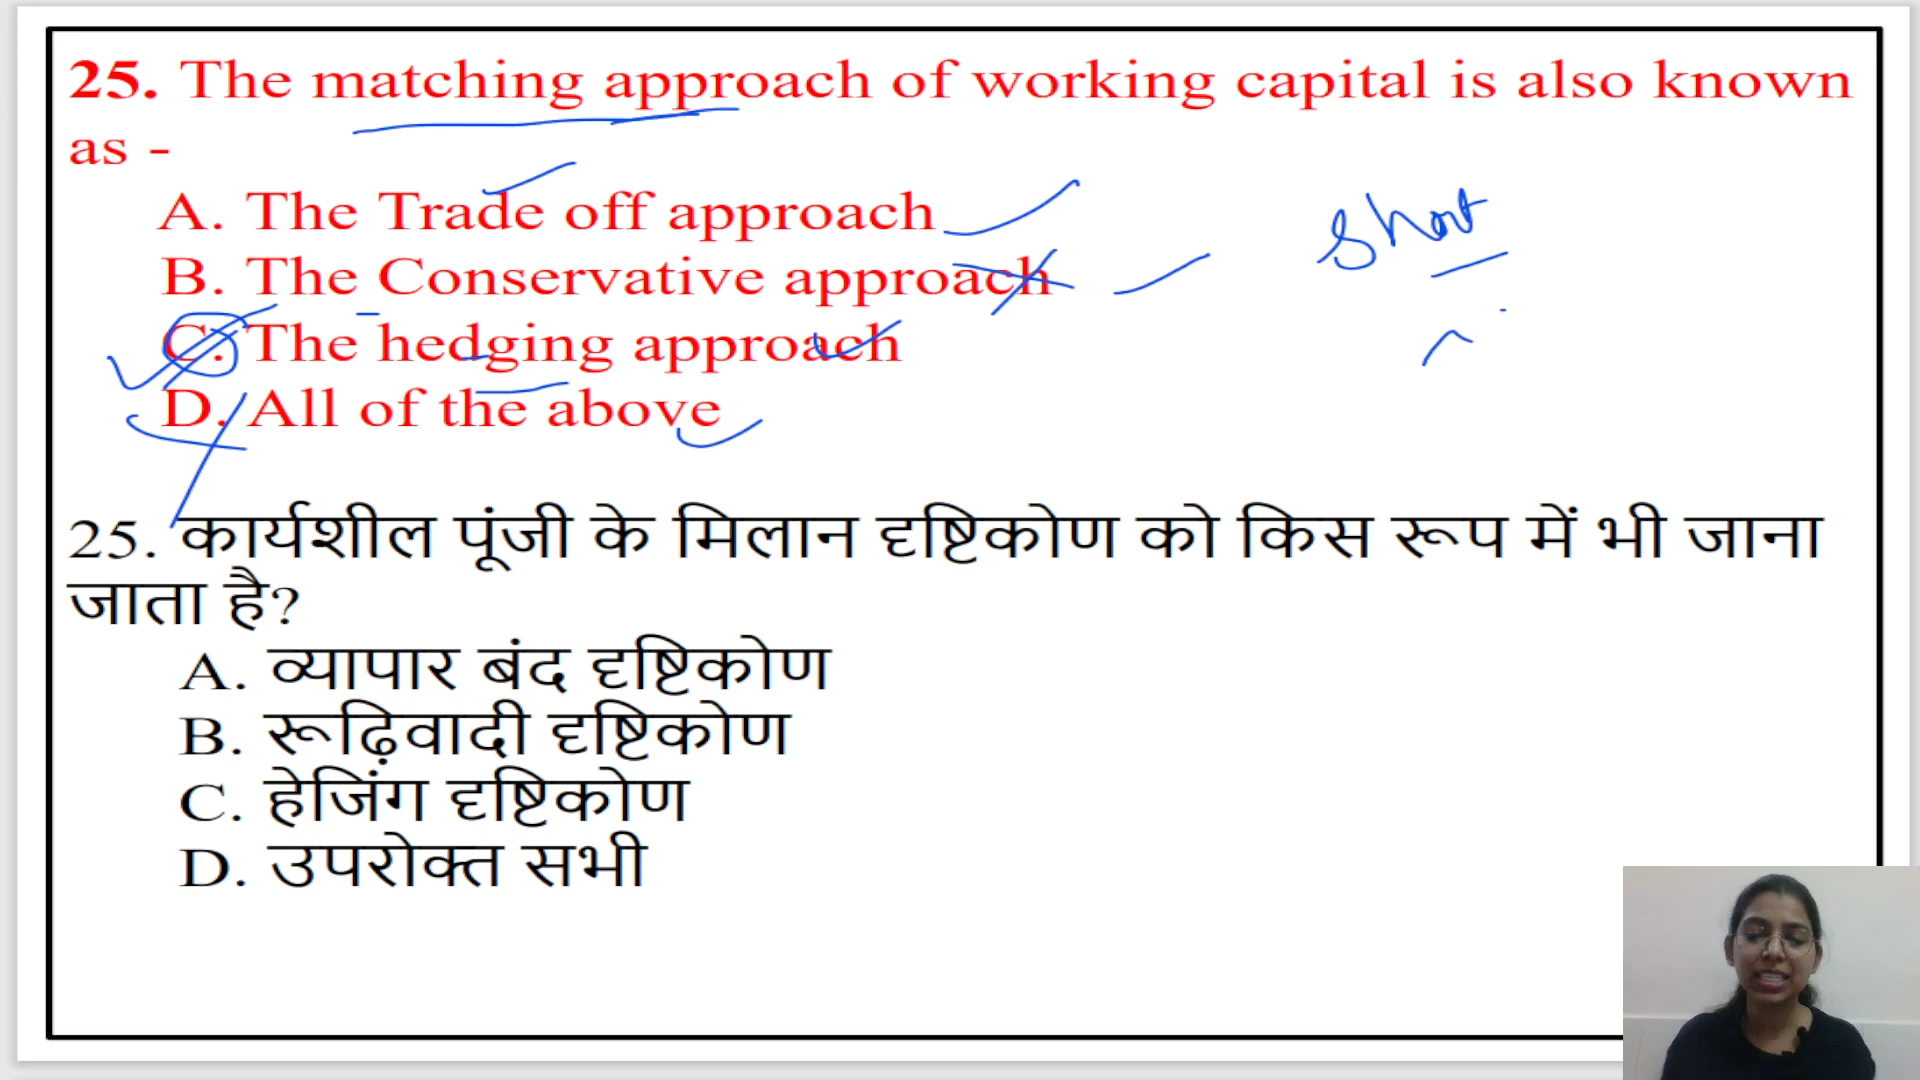 25. The matching approach of working capital is also known
as -
A. The Trade off approach
B. The Conservative approach
C. The hedging approach
D. All of the above
short
25. कार्यशील पूंजी के मिलान दृष्टिकोण को किस रूप में भी जाना
जाता है?
A. व्यापार बंद दृष्टिकोण
B. रूढ़िवादी दृष्टिकोण
C. हेजिंग दृष्टिकोण
D. उपरोक्त सभी